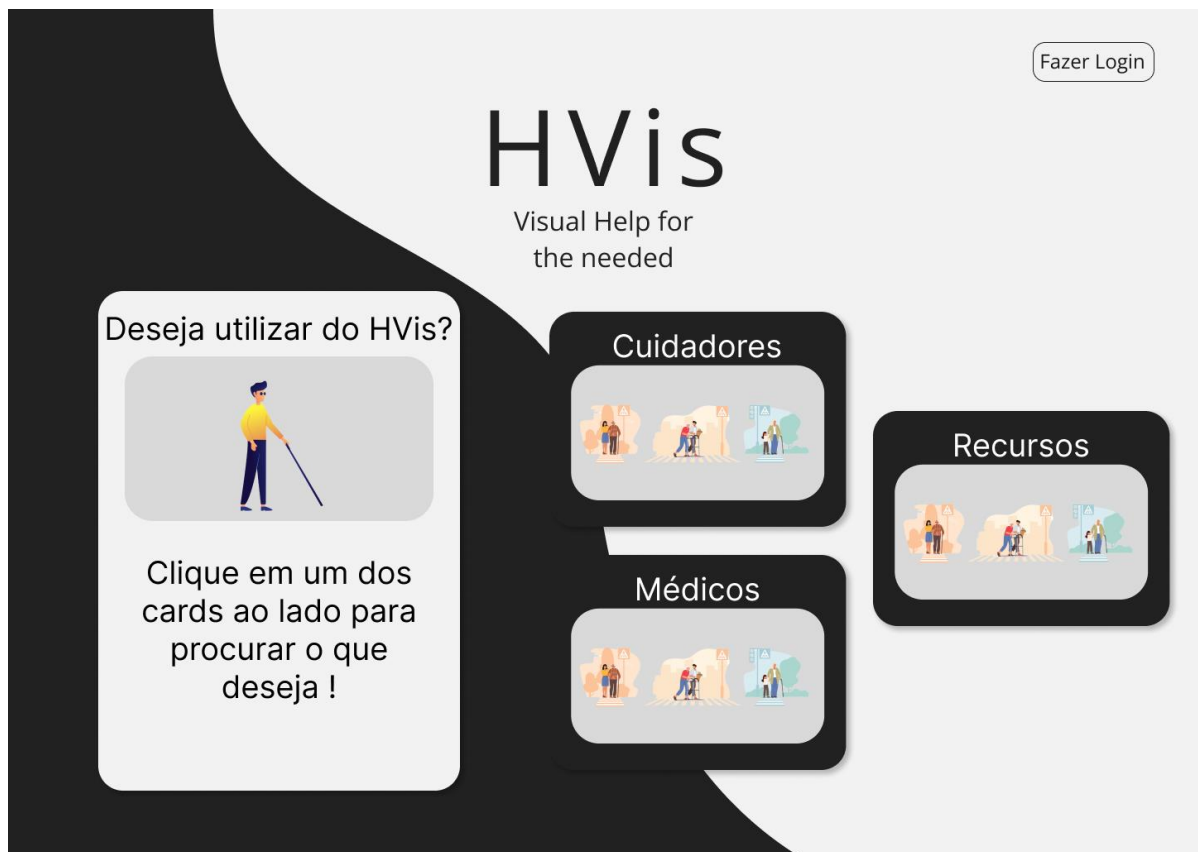 Fazer Login
HVis
Visual Help for
the needed
Deseja utilizar do HVis?
Clique em um dos
cards ao lado para
procurar o que
deseja !
Cuidadores
Médicos
Recursos